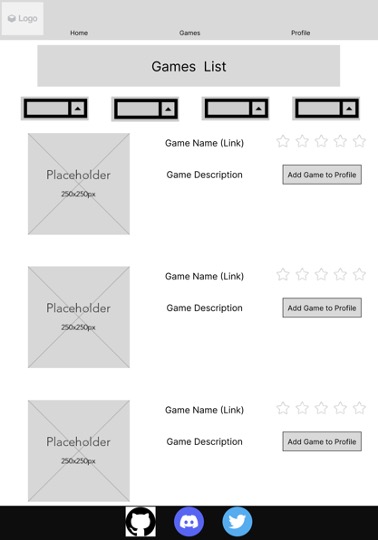 Logo
Home Games Profile
Games List
Game Name (Link)
Placeholder
250x250px
Game Description
Add Game to Profile
Game Name (Link)
Placeholder
250x250px
Game Description
Add Game to Profile
Game Name (Link)
Placeholder
250x250px
Game Description
Add Game to Profile